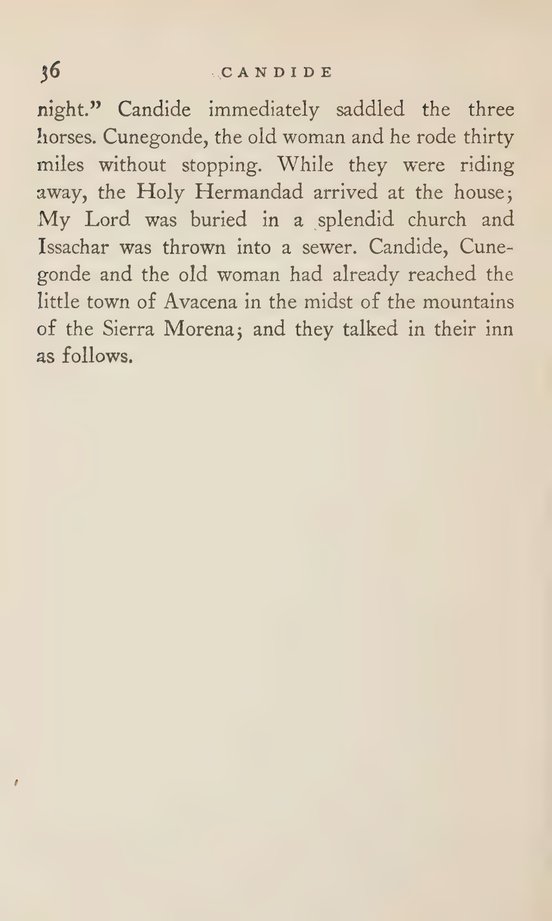 36 CANDIDE
night.” Candide immediately saddled the three
horses. Cunegonde, the old woman and he rode thirty
miles without stopping. While they were riding
away, the Holy Hermandad arrived at the house;
My Lord was buried in a splendid church and
Issachar was thrown into a sewer. Candide, Cune-
gonde and the old woman had already reached the
little town of Avacena in the midst of the mountains
of the Sierra Morena; and they talked in their inn
as follows.